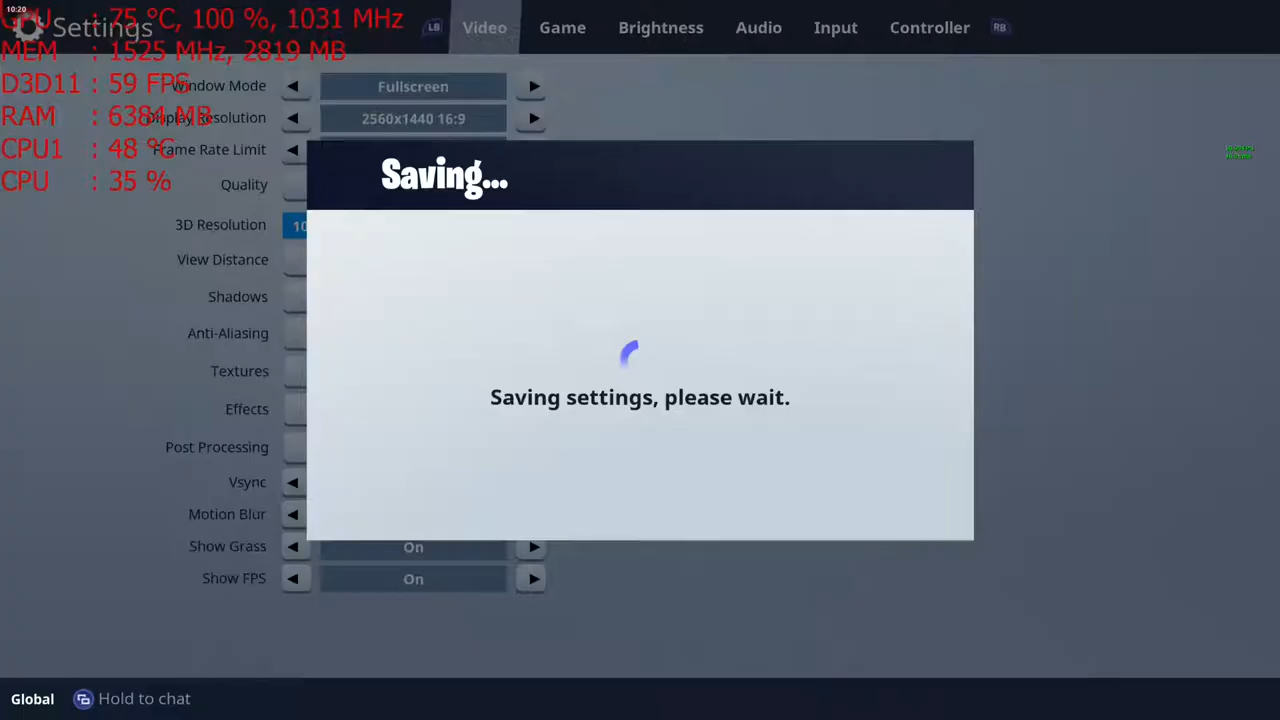 10:20
GPU : 75 °C, 100 %, 1031 MHz
MEM : 1525 MHz, 2819 MB
D3D11 : 59 FPS
RAM : 6384 MB
CPU1 : 48 °C
CPU : 35 %
Settings
LB Video Game Brightness Audio Input Controller RB
Window Mode ◀ Fullscreen ▶
Display Resolution ◀ 2560x1440 16:9 ▶
Frame Rate Limit ◀
Quality
3D Resolution 10
View Distance
Shadows
Anti-Aliasing
Textures
Effects
Post Processing
Vsync ◀
Motion Blur ◀
Show Grass ◀ On ▶
Show FPS ◀ On ▶
Saving...
Saving settings, please wait.
Global Hold to chat